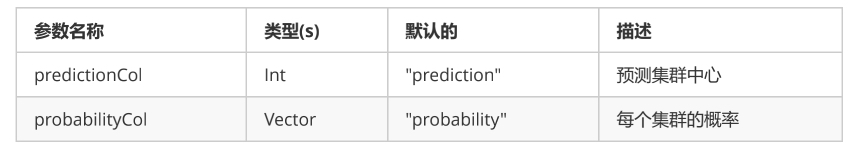 参数名称 类型(s) 默认的 描述
predictionCol Int "prediction" 预测集群中心
probabilityCol Vector "probability" 每个集群的概率